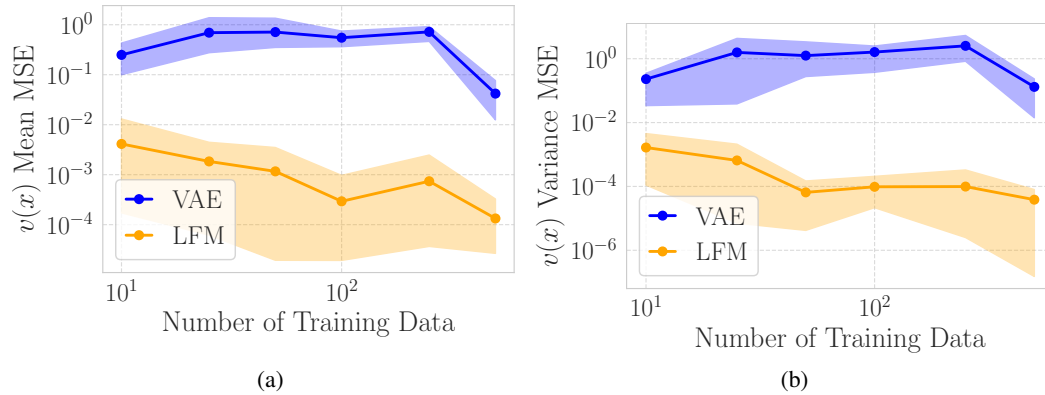 v(x) Mean MSE
10^0
10^-1
10^-2
10^-3
10^-4
VAE
LFM
10^1
10^2
Number of Training Data
(a)
v(x) Variance MSE
10^0
10^-2
10^-4
10^-6
VAE
LFM
10^1
10^2
Number of Training Data
(b)